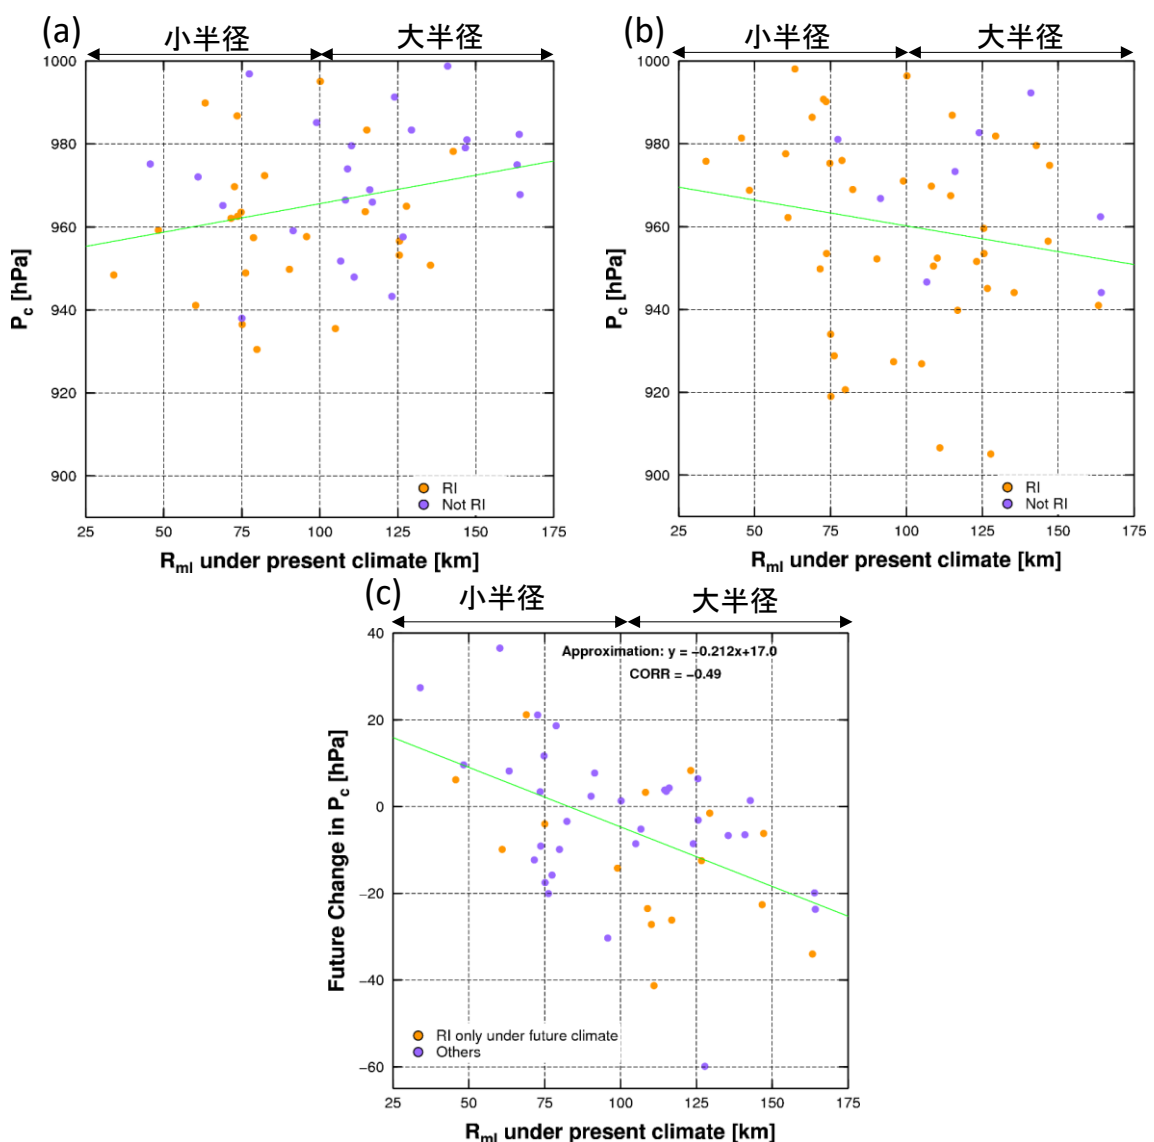 (a)
小半径
大半径
1000
980
960
940
920
900
P_c [hPa]
RI
Not RI
25 50 75 100 125 150 175
R_ml under present climate [km]
(b)
小半径
大半径
1000
980
960
940
920
900
P_c [hPa]
RI
Not RI
25 50 75 100 125 150 175
R_ml under present climate [km]
(c)
小半径
大半径
40
20
0
−20
−40
−60
Future Change in P_c [hPa]
Approximation: y = −0.212x+17.0
CORR = −0.49
RI only under future climate
Others
25 50 75 100 125 150 175
R_ml under present climate [km]